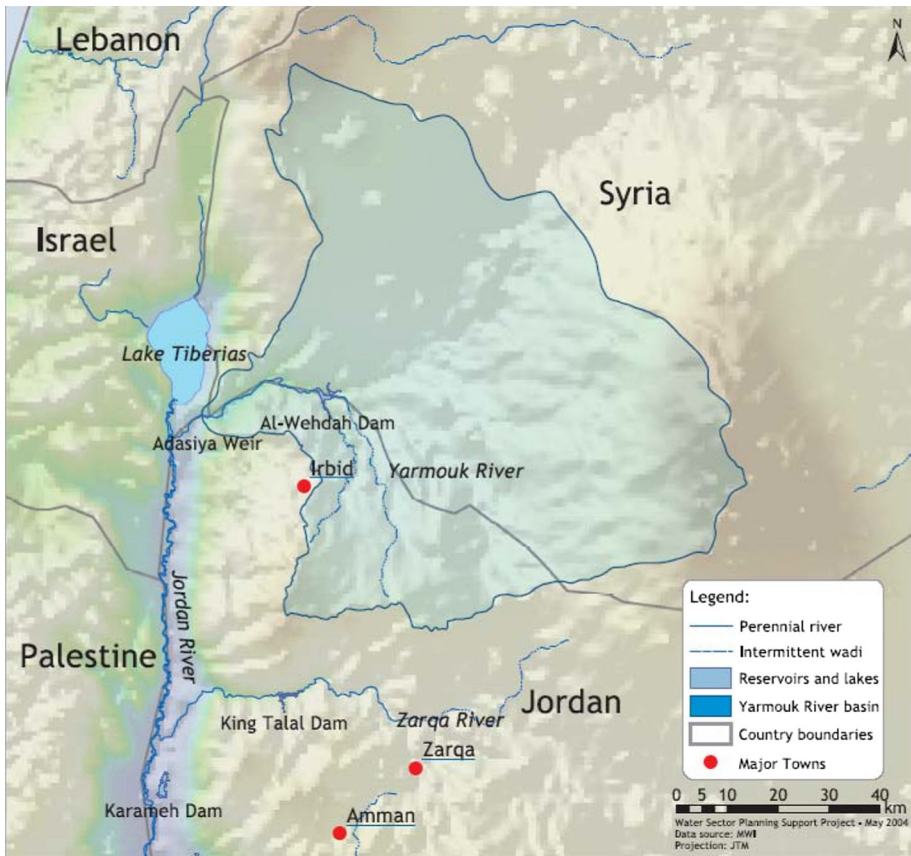 Lebanon
N
Syria
Israel
Lake Tiberias
Al-Wehdah Dam
Adasiya Weir
Irbid
Yarmouk River
Jordan River
Palestine
Jordan
King Talal Dam
Zarqa River
Zarqa
Karameh Dam
Amman
Legend:
Perennial river
Intermittent wadi
Reservoirs and lakes
Yarmouk River basin
Country boundaries
Major Towns
0 5 10 20 30 40
km
Water Sector Planning Support Project • May 2004
Data source: MWI
Projection: JTM